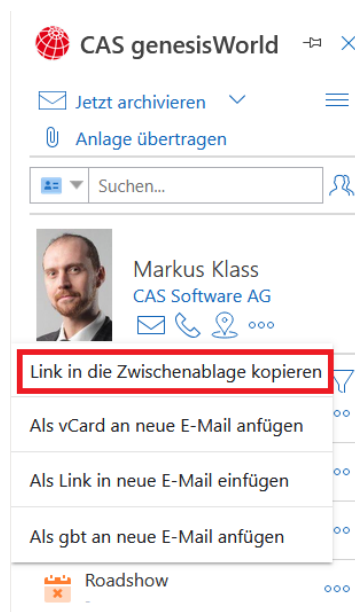 CAS genesisWorld
Jetzt archivieren
Anlage übertragen
Suchen...
Markus Klass
CAS Software AG
Link in die Zwischenablage kopieren
Als vCard an neue E-Mail anfügen
Als Link in neue E-Mail einfügen
Als gbt an neue E-Mail anfügen
Roadshow
-